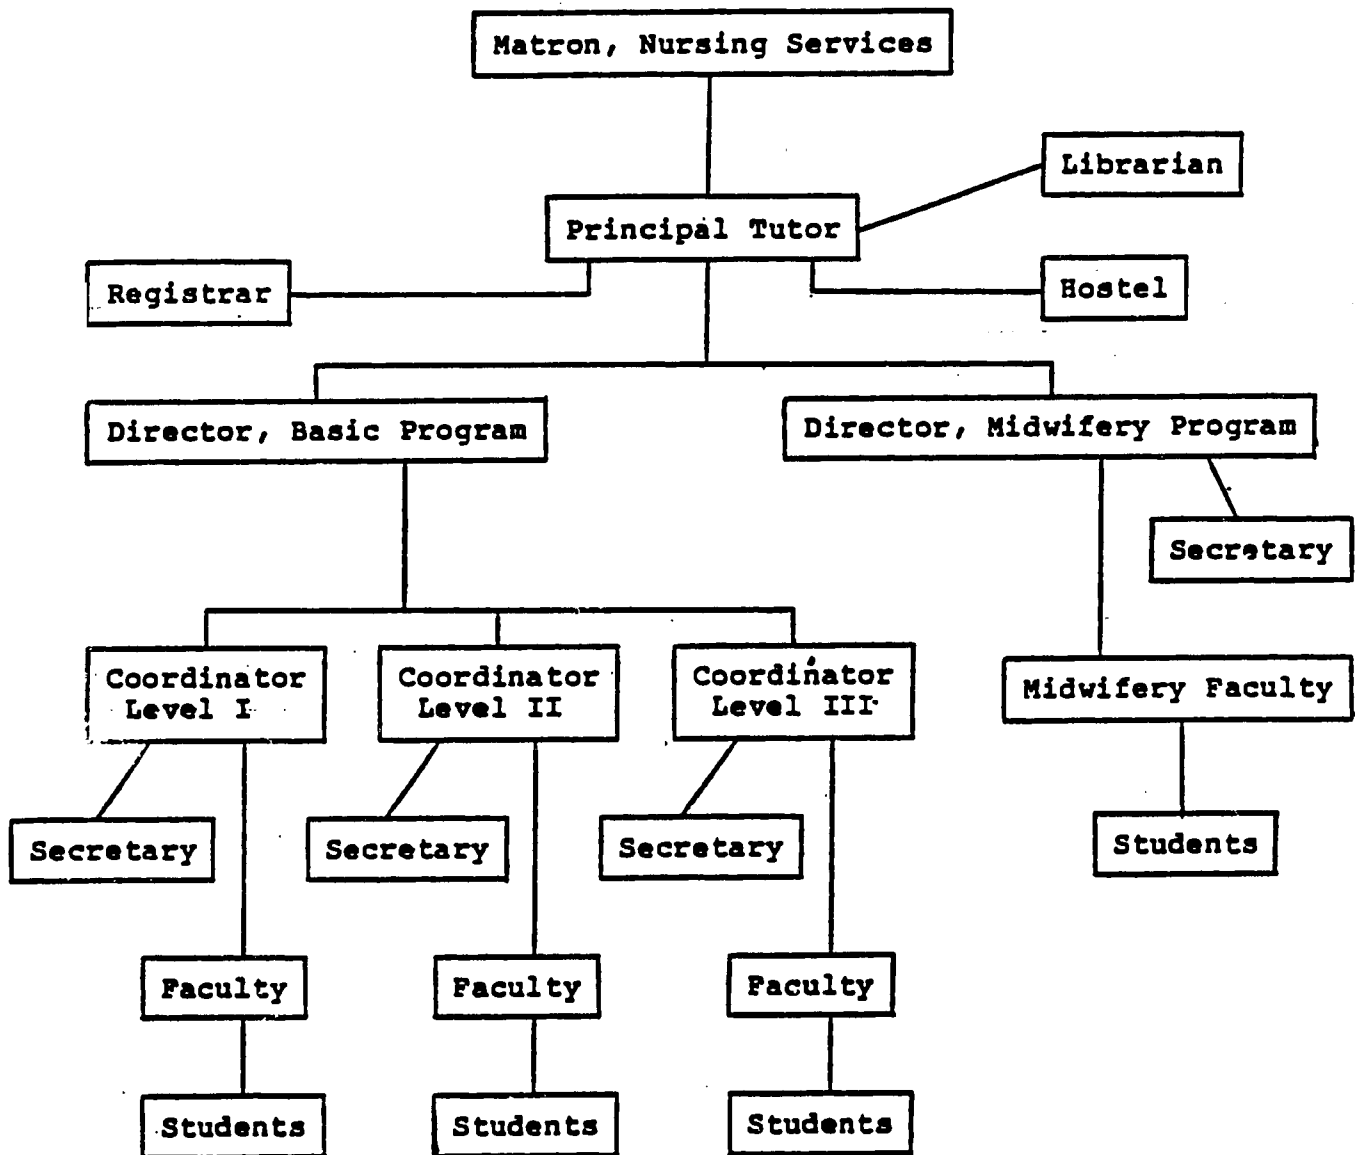 Matron, Nursing Services
Librarian
Principal Tutor
Registrar
Hostel
Director, Basic Program
Director, Midwifery Program
Secretary
Coordinator
Level I
Coordinator
Level II
Coordinator
Level III
Midwifery Faculty
Secretary
Secretary
Secretary
Students
Faculty
Faculty
Faculty
Students
Students
Students